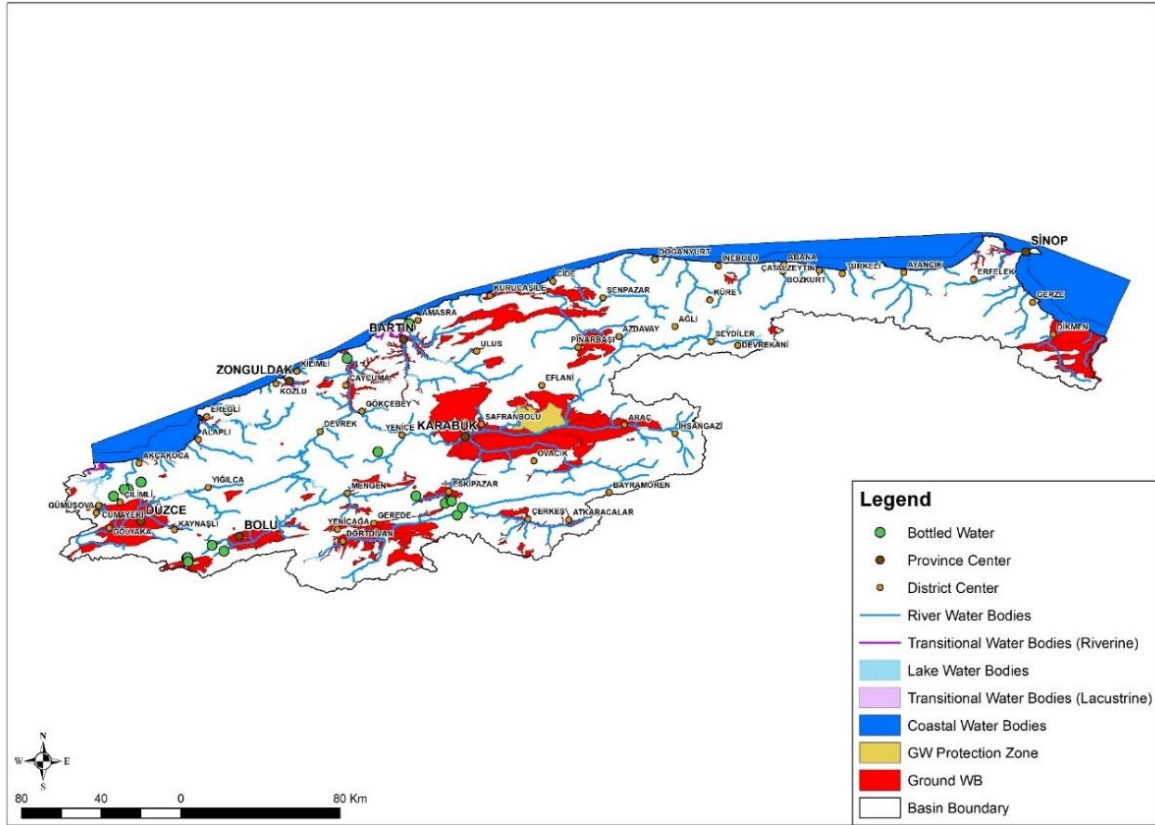 SİNOP
DOĞANYURT
İNEBOLU
ABANA
ÇATALZEYTİN
TÜRKELİ
AYANCIK
BOZKURT
ERFELEK
CİDE
KURUCAŞİLE
ŞENPAZAR
KÜRE
GERZE
AMASRA
BARTIN
AĞLI
DİKMEN
AZDAVAY
SEYDİLER
PINARBAŞI
DEVREKANİ
ULUS
KİLİMLİ
ZONGULDAK
KOZLU
ÇAYCUMA
EFLANİ
GÖKÇEBEY
EREĞLİ
SAFRANBOLU
ARAÇ
DEVREK
YENİCE
KARABÜK
İHSANGAZİ
ALAPLI
OVACIK
AKÇAKOCA
YIĞILCA
MENGEN
ESKİPAZAR
BAYRAMÖREN
ÇİLİMLİ
GÜMÜŞOVA
CUMAYERİ
DÜZCE
KAYNAŞLI
GÖLYAKA
BOLU
YENİÇAĞA
GEREDE
ÇERKEŞ
ATKARACALAR
DÖRTDİVAN
Legend
Bottled Water
Province Center
District Center
River Water Bodies
Transitional Water Bodies (Riverine)
Lake Water Bodies
Transitional Water Bodies (Lacustrine)
Coastal Water Bodies
GW Protection Zone
Ground WB
Basin Boundary
N
W E
S
80 40 0 80 Km